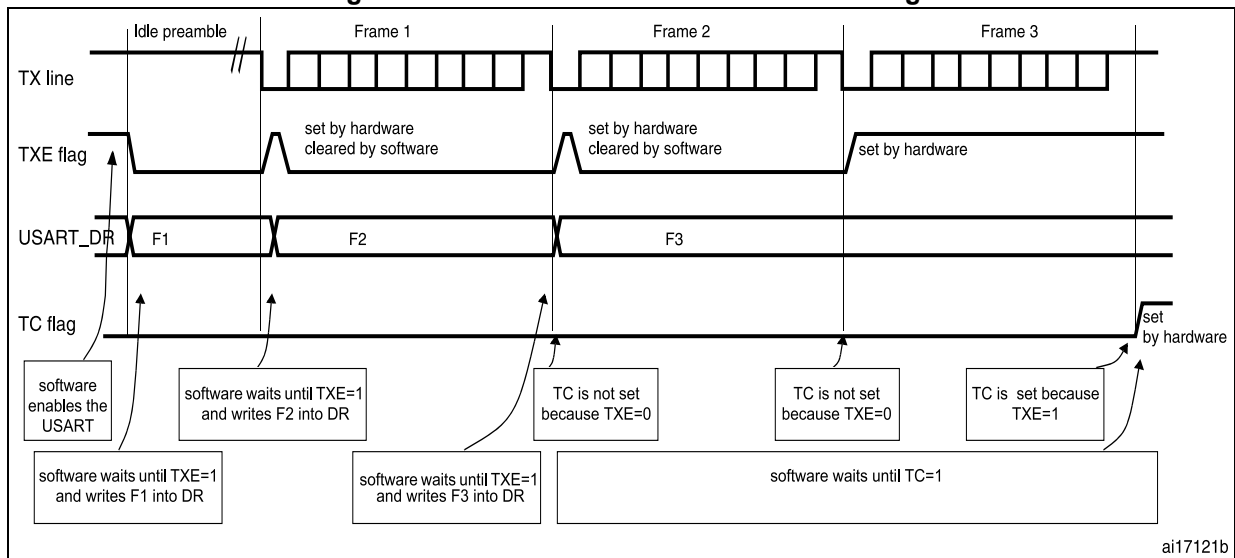 Idle preamble
Frame 1
Frame 2
Frame 3
TX line
TXE flag
set by hardware
cleared by software
set by hardware
cleared by software
set by hardware
USART_DR
F1
F2
F3
TC flag
set
by hardware
software
enables the
USART
software waits until TXE=1
and writes F2 into DR
TC is not set
because TXE=0
TC is not set
because TXE=0
TC is set because
TXE=1
software waits until TXE=1
and writes F1 into DR
software waits until TXE=1
and writes F3 into DR
software waits until TC=1
ai17121b